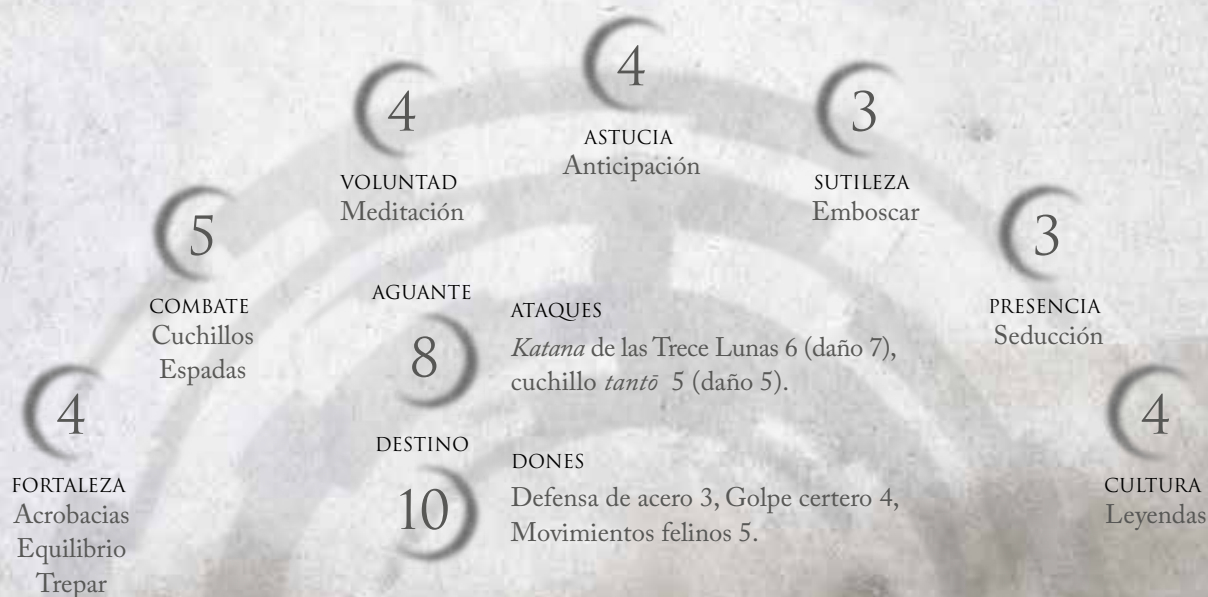 4
FORTALEZA
Acrobacias
Equilibrio
Trepar
5
COMBATE
Cuchillos
Espadas
4
VOLUNTAD
Meditación
4
ASTUCIA
Anticipación
3
SUTILEZA
Emboscar
3
PRESENCIA
Seducción
4
CULTURA
Leyendas
AGUANTE
8
ATAQUES
Katana de las Trece Lunas 6 (daño 7),
cuchillo tantō 5 (daño 5).
DESTINO
10
DONES
Defensa de acero 3, Golpe certero 4,
Movimientos felinos 5.